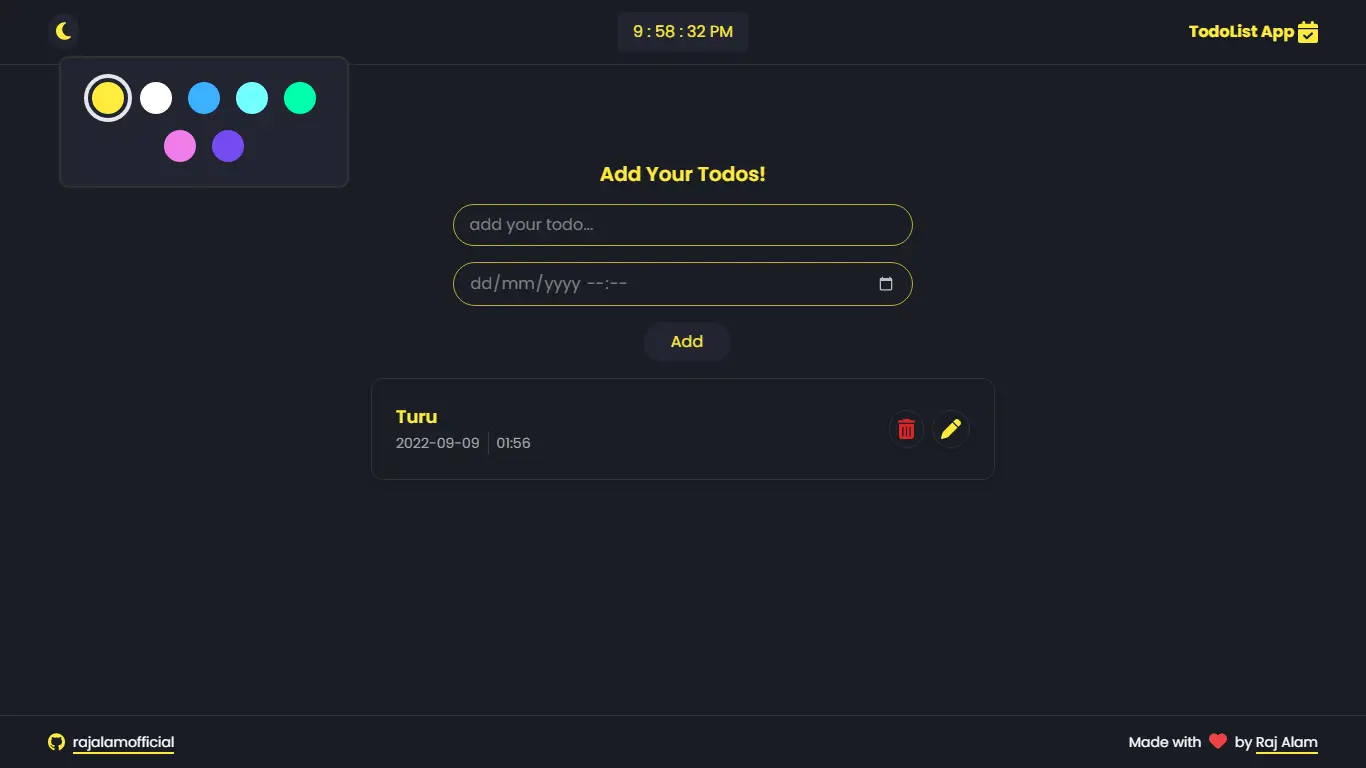 9 : 58 : 32 PM
TodoList App
Add Your Todos!
add your todo...
dd/mm/yyyy --:--
Add
Turu
2022-09-09 01:56
rajalamofficial
Made with by Raj Alam